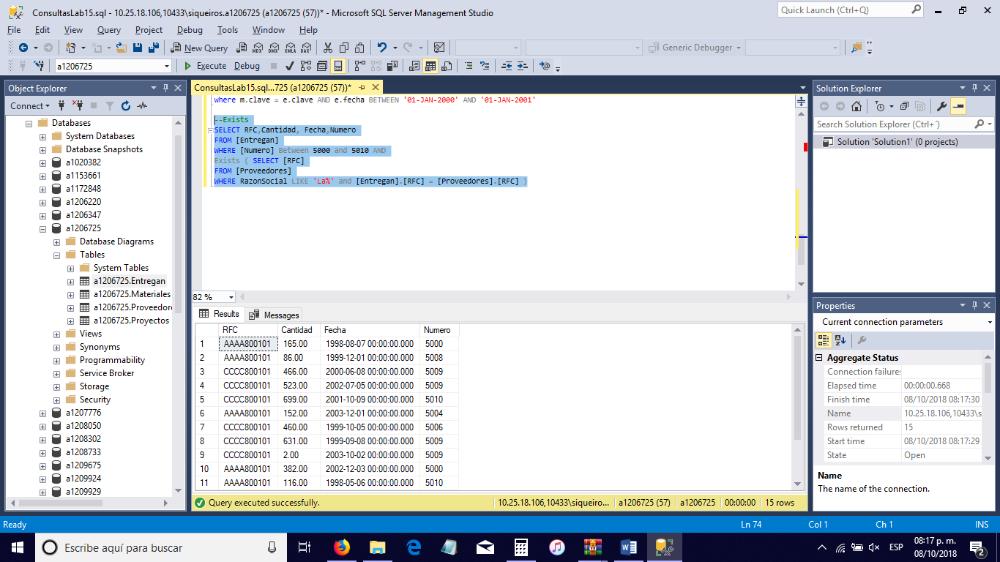 ConsultasLab15.sql - 10.25.18.106,10433\siqueiros.a1206725 (a1206725 (57))* - Microsoft SQL Server Management Studio
Quick Launch (Ctrl+Q)
File Edit View Query Project Debug Tools Window Help
New Query MDX DMX XMLA DAX Generic Debugger
a1206725 Execute Debug
Object Explorer
Connect
Databases
System Databases
Database Snapshots
a1020382
a1153661
a1172848
a1206220
a1206347
a1206725
Database Diagrams
Tables
System Tables
a1206725.Entregan
a1206725.Materiales
a1206725.Proveedor
a1206725.Proyectos
Views
Synonyms
Programmability
Service Broker
Storage
Security
a1207776
a1208050
a1208302
a1208733
a1209675
a1209924
a1209929
ConsultasLab15.sql...725 (a1206725 (57))*
where m.clave = e.clave AND e.fecha BETWEEN '01-JAN-2000' AND '01-JAN-2001'
--Exists
SELECT RFC,Cantidad, Fecha,Numero
FROM [Entregan]
WHERE [Numero] Between 5000 and 5010 AND
Exists ( SELECT [RFC]
FROM [Proveedores]
WHERE RazonSocial LIKE 'La%' and [Entregan].[RFC] = [Proveedores].[RFC] )
82 %
Results Messages
RFC Cantidad Fecha Numero
1 AAAA800101 165.00 1998-08-07 00:00:00.000 5000
2 AAAA800101 86.00 1999-12-01 00:00:00.000 5008
3 CCCC800101 466.00 2000-06-08 00:00:00.000 5009
4 CCCC800101 523.00 2002-07-05 00:00:00.000 5009
5 CCCC800101 699.00 2001-10-09 00:00:00.000 5010
6 AAAA800101 152.00 2003-12-01 00:00:00.000 5004
7 CCCC800101 460.00 1999-10-05 00:00:00.000 5006
8 CCCC800101 631.00 1999-09-08 00:00:00.000 5009
9 CCCC800101 2.00 2003-10-02 00:00:00.000 5009
10 AAAA800101 382.00 2002-12-03 00:00:00.000 5000
11 AAAA800101 116.00 1998-05-06 00:00:00.000 5010
Query executed successfully. 10.25.18.106,10433\siqueiro... a1206725 (57) a1206725 00:00:00 15 rows
Solution Explorer
Search Solution Explorer (Ctrl+´)
Solution 'Solution1' (0 projects)
Properties
Current connection parameters
Aggregate Status
Connection failures
Elapsed time 00:00:00.668
Finish time 08/10/2018 08:17:30
Name 10.25.18.106,10433\s
Rows returned 15
Start time 08/10/2018 08:17:29
State Open
Name
The name of the connection.
Ready Ln 74 Col 1 Ch 1 INS
Escribe aquí para buscar
ESP
08:17 p. m.
08/10/2018
2